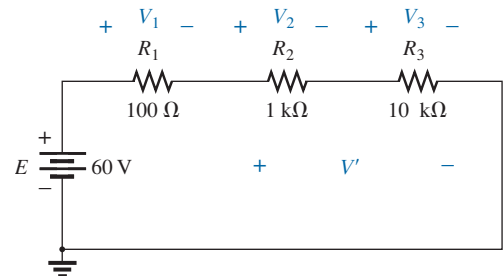 + V₁ − + V₂ − + V₃ −
R₁ R₂ R₃
100 Ω 1 kΩ 10 kΩ
+
E 60 V + V' −
−